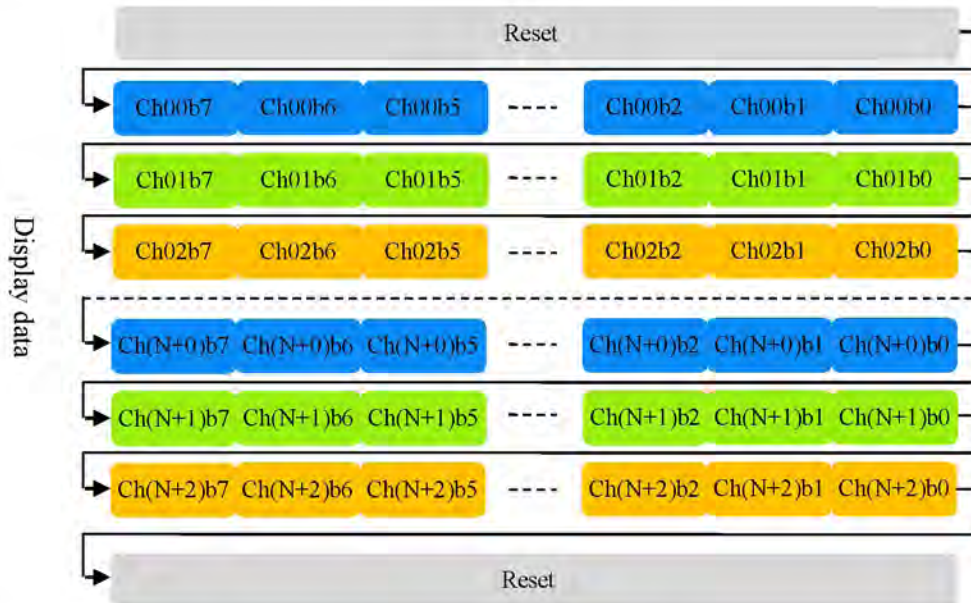 Reset
Ch00b7 Ch00b6 Ch00b5 Ch00b2 Ch00b1 Ch00b0
Ch01b7 Ch01b6 Ch01b5 Ch01b2 Ch01b1 Ch01b0
Ch02b7 Ch02b6 Ch02b5 Ch02b2 Ch02b1 Ch02b0
Display data
Ch(N+0)b7 Ch(N+0)b6 Ch(N+0)b5 Ch(N+0)b2 Ch(N+0)b1 Ch(N+0)b0
Ch(N+1)b7 Ch(N+1)b6 Ch(N+1)b5 Ch(N+1)b2 Ch(N+1)b1 Ch(N+1)b0
Ch(N+2)b7 Ch(N+2)b6 Ch(N+2)b5 Ch(N+2)b2 Ch(N+2)b1 Ch(N+2)b0
Reset